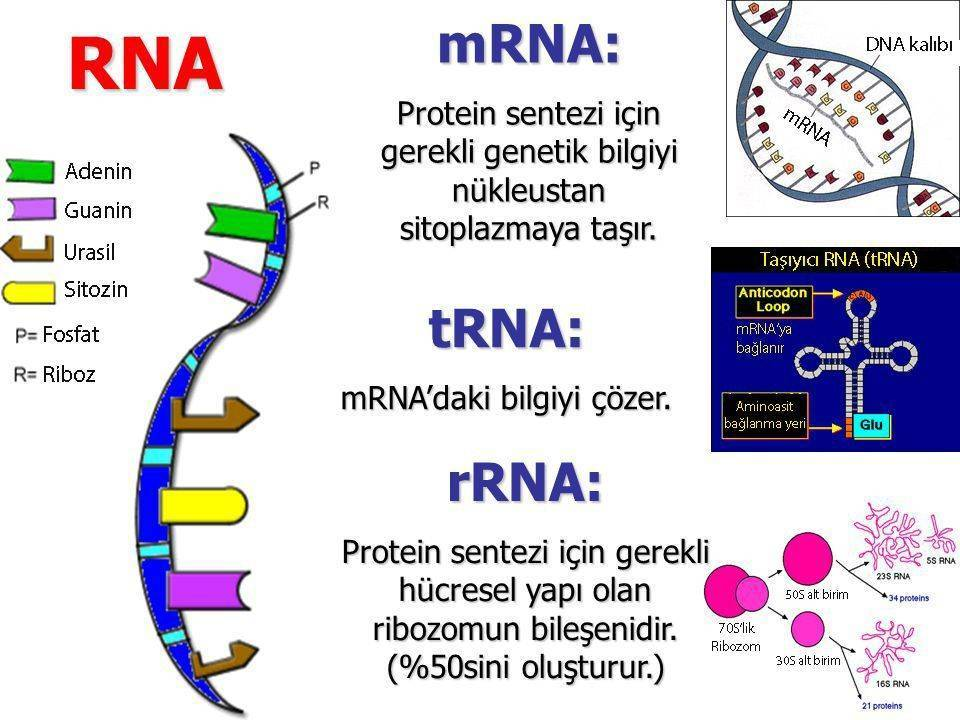 RNA
Adenin
Guanin
Urasil
Sitozin
P= Fosfat
R= Riboz
P
R
mRNA:
Protein sentezi için
gerekli genetik bilgiyi
nükleustan
sitoplazmaya taşır.
tRNA:
mRNA’daki bilgiyi çözer.
rRNA:
Protein sentezi için gerekli
hücresel yapı olan
ribozomun bileşenidir.
(%50sini oluşturur.)
DNA kalıbı
mRNA
Taşıyıcı RNA (tRNA)
Anticodon
Loop
mRNA’ya
bağlanır
Aminoasit
bağlanma yeri
Glu
70S’lik
Ribozom
50S alt birim
30S alt birim
5S RNA
23S RNA
34 proteins
16S RNA
21 proteins